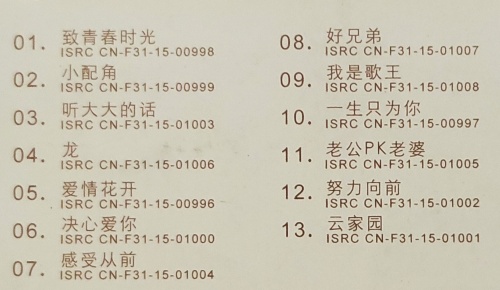 01. 致青春时光
ISRC CN-F31-15-00998
02. 小配角
ISRC CN-F31-15-00999
03. 听大大的话
ISRC CN-F31-15-01003
04. 龙
ISRC CN-F31-15-01006
05. 爱情花开
ISRC CN-F31-15-00996
06. 决心爱你
ISRC CN-F31-15-01000
07. 感受从前
ISRC CN-F31-15-01004
08. 好兄弟
ISRC CN-F31-15-01007
09. 我是歌王
ISRC CN-F31-15-01008
10. 一生只为你
ISRC CN-F31-15-00997
11. 老公PK老婆
ISRC CN-F31-15-01005
12. 努力向前
ISRC CN-F31-15-01002
13. 云家园
ISRC CN-F31-15-01001